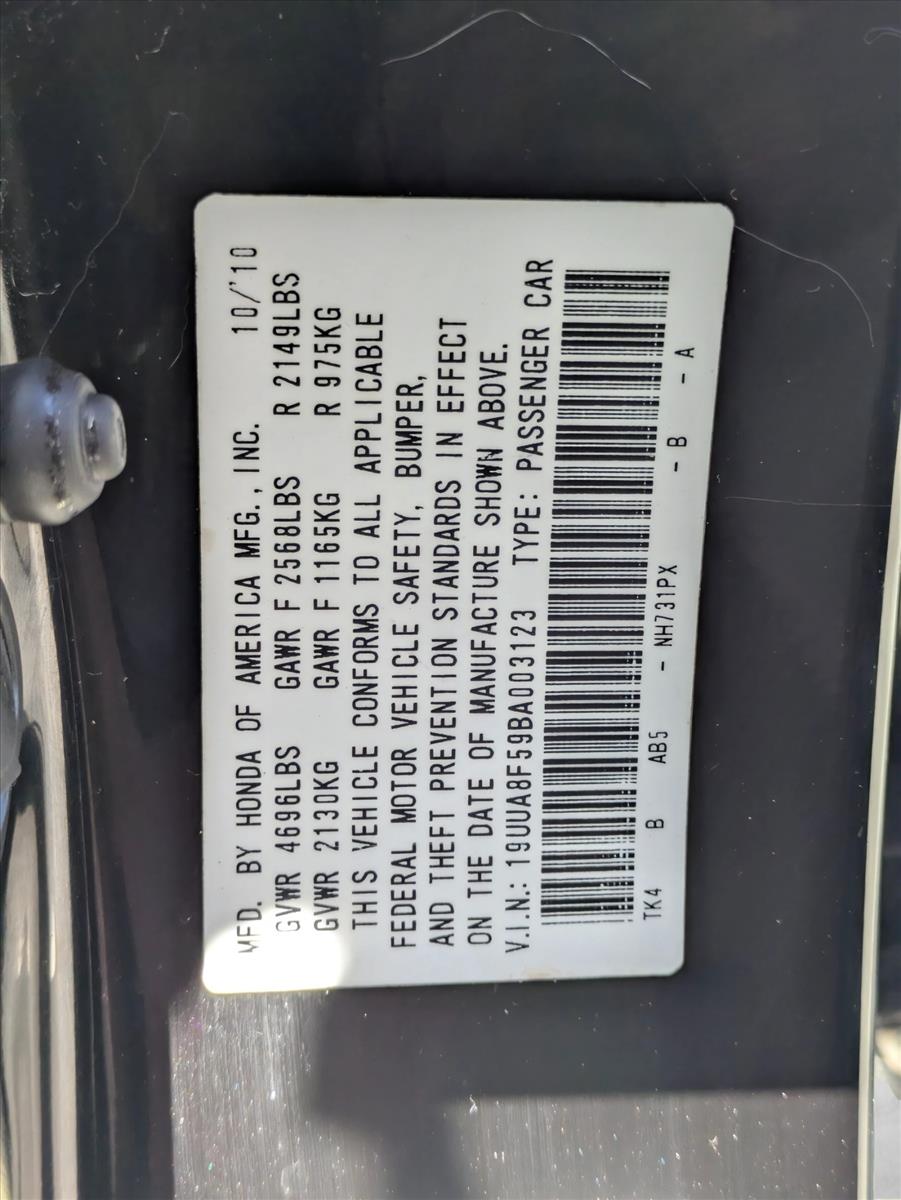 MFD. BY HONDA OF AMERICA MFG., INC. 10/'10
GVWR 4696LBS GAWR F 2568LBS R 2149LBS
GVWR 2130KG GAWR F 1165KG R 975KG
THIS VEHICLE CONFORMS TO ALL APPLICABLE
FEDERAL MOTOR VEHICLE SAFETY, BUMPER,
AND THEFT PREVENTION STANDARDS IN EFFECT
ON THE DATE OF MANUFACTURE SHOWN ABOVE.
V.I.N.: 19UUA8F59BA003123 TYPE: PASSENGER CAR
TK4 B AB5 - NH731PX - B - A